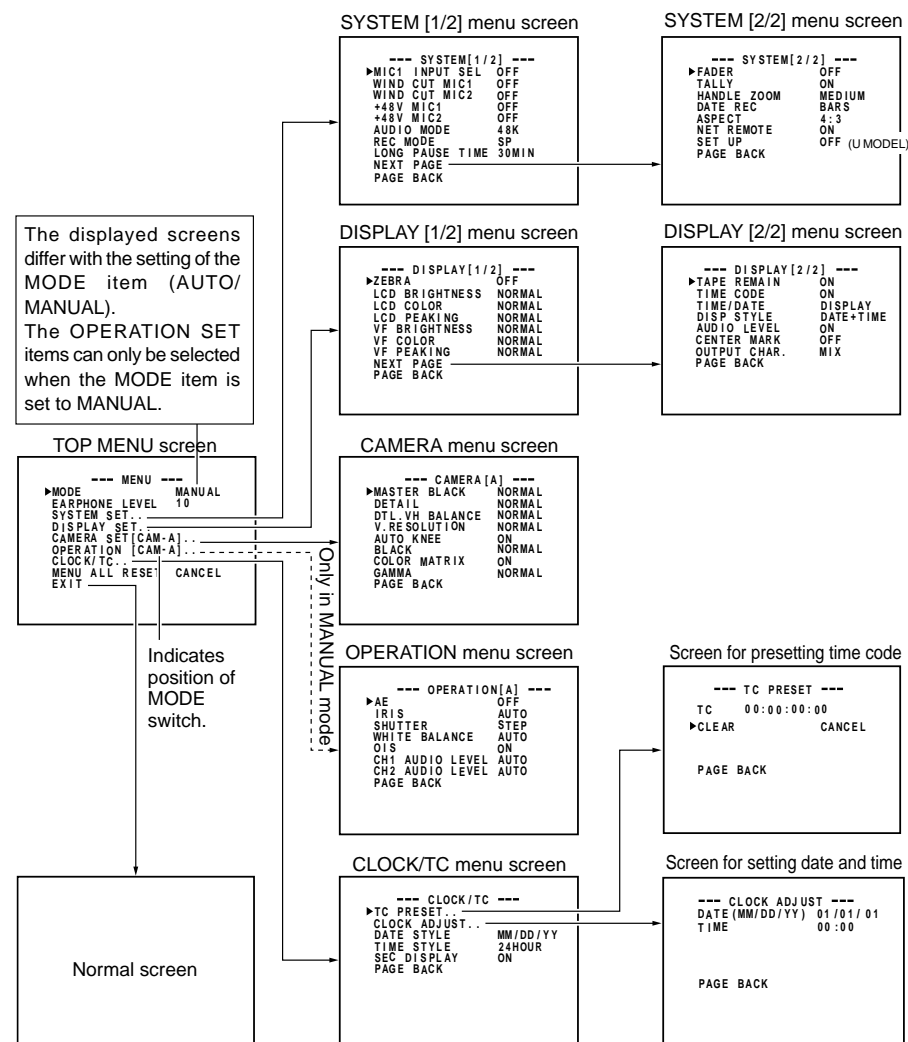 SYSTEM [1/2] menu screen
--- SYSTEM[1/2] ---
▶MIC1 INPUT SEL OFF
WIND CUT MIC1 OFF
WIND CUT MIC2 OFF
+48V MIC1 OFF
+48V MIC2 OFF
AUDIO MODE 48K
REC MODE SP
LONG PAUSE TIME 30MIN
NEXT PAGE
PAGE BACK
SYSTEM [2/2] menu screen
--- SYSTEM[2/2] ---
▶FADER OFF
TALLY ON
HANDLE ZOOM MEDIUM
DATE REC BARS
ASPECT 4:3
NET REMOTE ON
SET UP OFF (U MODEL)
PAGE BACK
The displayed screens
differ with the setting of the
MODE item (AUTO/
MANUAL).
The OPERATION SET
items can only be selected
when the MODE item is
set to MANUAL.
DISPLAY [1/2] menu screen
--- DISPLAY[1/2] ---
▶ZEBRA OFF
LCD BRIGHTNESS NORMAL
LCD COLOR NORMAL
LCD PEAKING NORMAL
VF BRIGHTNESS NORMAL
VF COLOR NORMAL
VF PEAKING NORMAL
NEXT PAGE
PAGE BACK
DISPLAY [2/2] menu screen
--- DISPLAY[2/2] ---
▶TAPE REMAIN ON
TIME CODE ON
TIME/DATE DISPLAY
DISP STYLE DATE+TIME
AUDIO LEVEL ON
CENTER MARK OFF
OUTPUT CHAR. MIX
PAGE BACK
TOP MENU screen
--- MENU ---
▶MODE MANUAL
EARPHONE LEVEL 10
SYSTEM SET..
DISPLAY SET..
CAMERA SET[CAM-A]..
OPERATION [CAM-A]..
CLOCK/TC..
MENU ALL RESET CANCEL
EXIT
Indicates
position of
MODE
switch.
Only in MANUAL mode
CAMERA menu screen
--- CAMERA[A] ---
▶MASTER BLACK NORMAL
DETAIL NORMAL
DTL.VH BALANCE NORMAL
V.RESOLUTION NORMAL
AUTO KNEE ON
BLACK NORMAL
COLOR MATRIX ON
GAMMA NORMAL
PAGE BACK
OPERATION menu screen
--- OPERATION[A] ---
▶AE OFF
IRIS AUTO
SHUTTER STEP
WHITE BALANCE AUTO
OIS ON
CH1 AUDIO LEVEL AUTO
CH2 AUDIO LEVEL AUTO
PAGE BACK
Screen for presetting time code
--- TC PRESET ---
TC 00:00:00:00
▶CLEAR CANCEL
PAGE BACK
Normal screen
CLOCK/TC menu screen
--- CLOCK/TC ---
▶TC PRESET..
CLOCK ADJUST..
DATE STYLE MM/DD/YY
TIME STYLE 24HOUR
SEC DISPLAY ON
PAGE BACK
Screen for setting date and time
--- CLOCK ADJUST ---
DATE(MM/DD/YY) 01/01/01
TIME 00:00
PAGE BACK